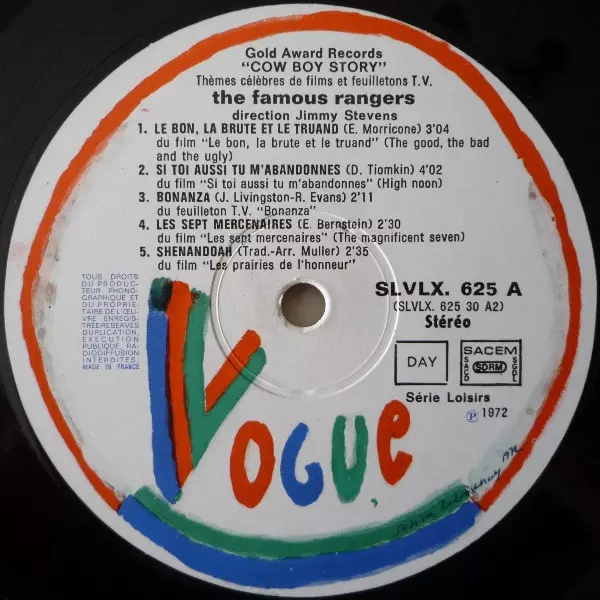 Gold Award Records
"COW BOY STORY"
Thèmes célèbres de films et feuilletons T.V.
the famous rangers
direction Jimmy Stevens
1. LE BON, LA BRUTE ET LE TRUAND (E. Morricone) 3'04
du film "Le bon, la brute et le truand" (The good, the bad
and the ugly)
2. SI TOI AUSSI TU M'ABANDONNES (D. Tiomkin) 4'02
du film "Si toi aussi tu m'abandonnes" (High noon)
3. BONANZA (J. Livingston-R. Evans) 2'11
du feuilleton T.V. "Bonanza"
4. LES SEPT MERCENAIRES (E. Bernstein) 2'30
du film "Les sept mercenaires" (The magnificent seven)
5. SHENANDOAH (Trad.-Arr. Muller) 2'35
du film "Les prairies de l'honneur"
TOUS DROITS
DU PRODUC-
TEUR PHONO-
GRAPHIQUE ET
DU PROPRIE-
TAIRE DE L'ŒU-
VRE ENREGIS-
TRÉE RESERVES
DUPLICATION,
EXECUTION
PUBLIQUE, RA-
DIODIFFUSION
INTERDITES.
MADE IN FRANCE
SLVLX. 625 A
(SLVLX. 625 30 A2)
Stéréo
DAY
SACEM
SACD
SDRM
SGDL
Série Loisirs
℗ 1972
VOGUE
Sonia Delaunay